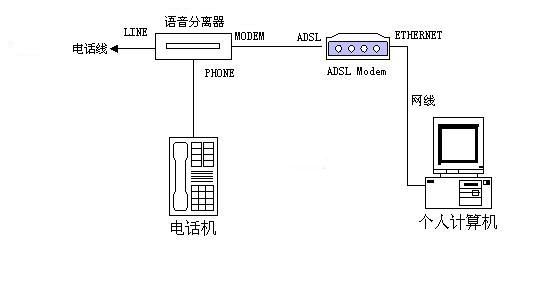 语音分离器
LINE
MODEM
ADSL
ETHERNET
电话线
PHONE
ADSL Modem
网线
电话机
个人计算机